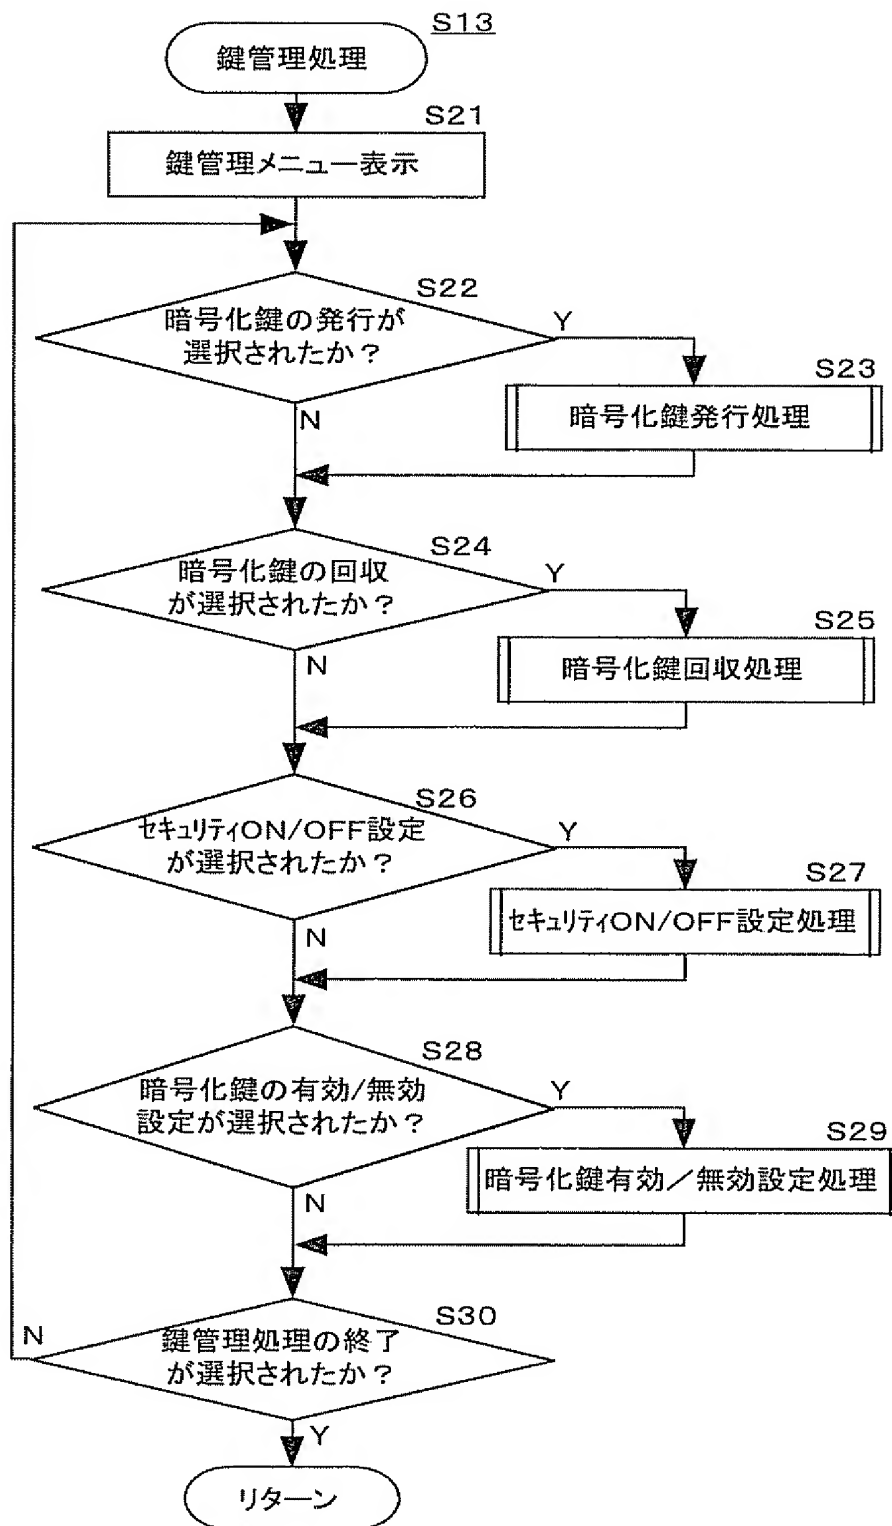 S13
鍵管理処理
S21
鍵管理メニュー表示
S22
暗号化鍵の発行が
選択されたか？
Y
S23
暗号化鍵発行処理
N
S24
暗号化鍵の回収
が選択されたか？
Y
S25
暗号化鍵回収処理
N
S26
セキュリティON/OFF設定
が選択されたか？
Y
S27
セキュリティON/OFF設定処理
N
S28
暗号化鍵の有効/無効
設定が選択されたか？
Y
S29
暗号化鍵有効／無効設定処理
N
S30
N
鍵管理処理の終了
が選択されたか？
Y
リターン